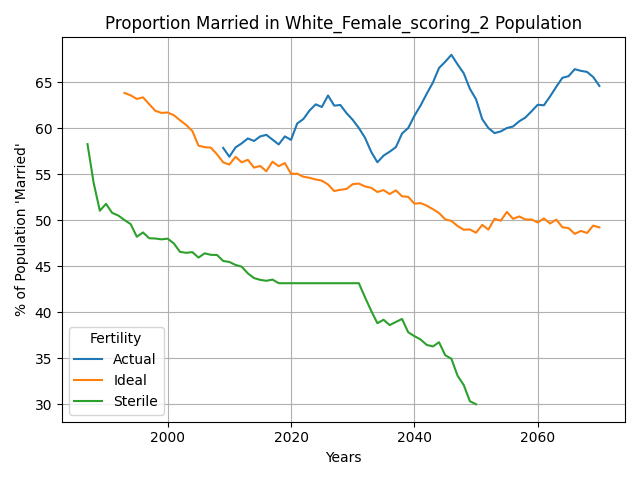 Proportion Married in White_Female_scoring_2 Population
% of Population 'Married'
65
60
55
50
45
40
35
30
Fertility
Actual
Ideal
Sterile
2000 2020 2040 2060
Years